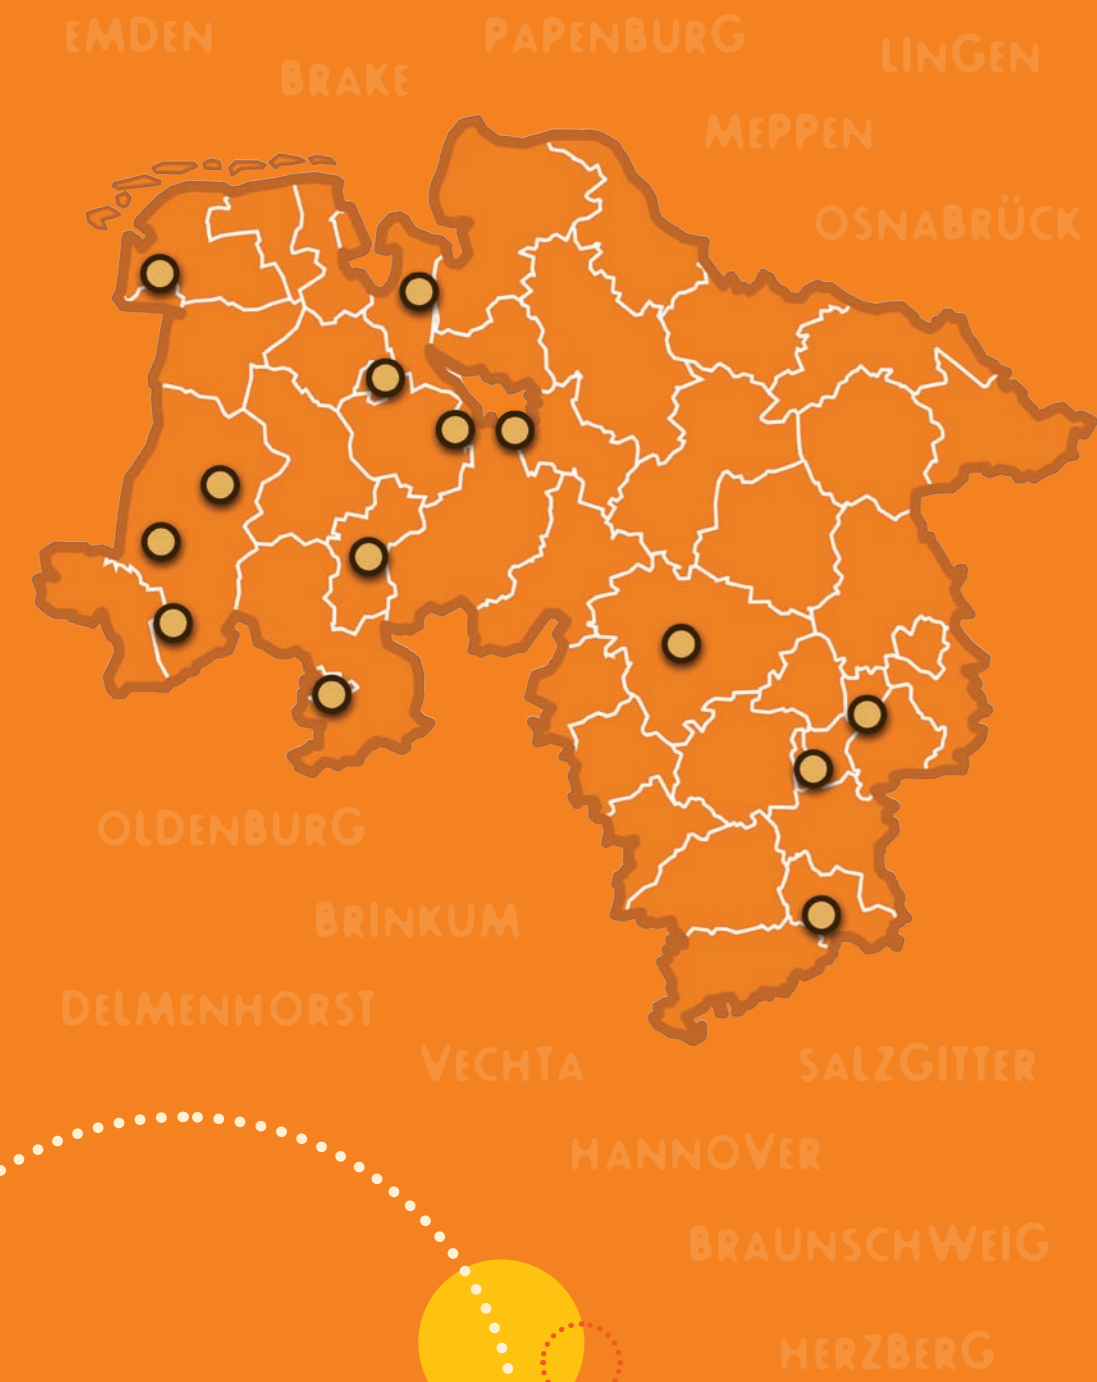 EMDEN
PAPENBURG
LINGEN
BRAKE
MEPPEN
OSNABRÜCK
OLDENBURG
BRINKUM
DELMENHORST
VECHTA
SALZGITTER
HANNOVER
BRAUNSCHWEIG
HERZBERG